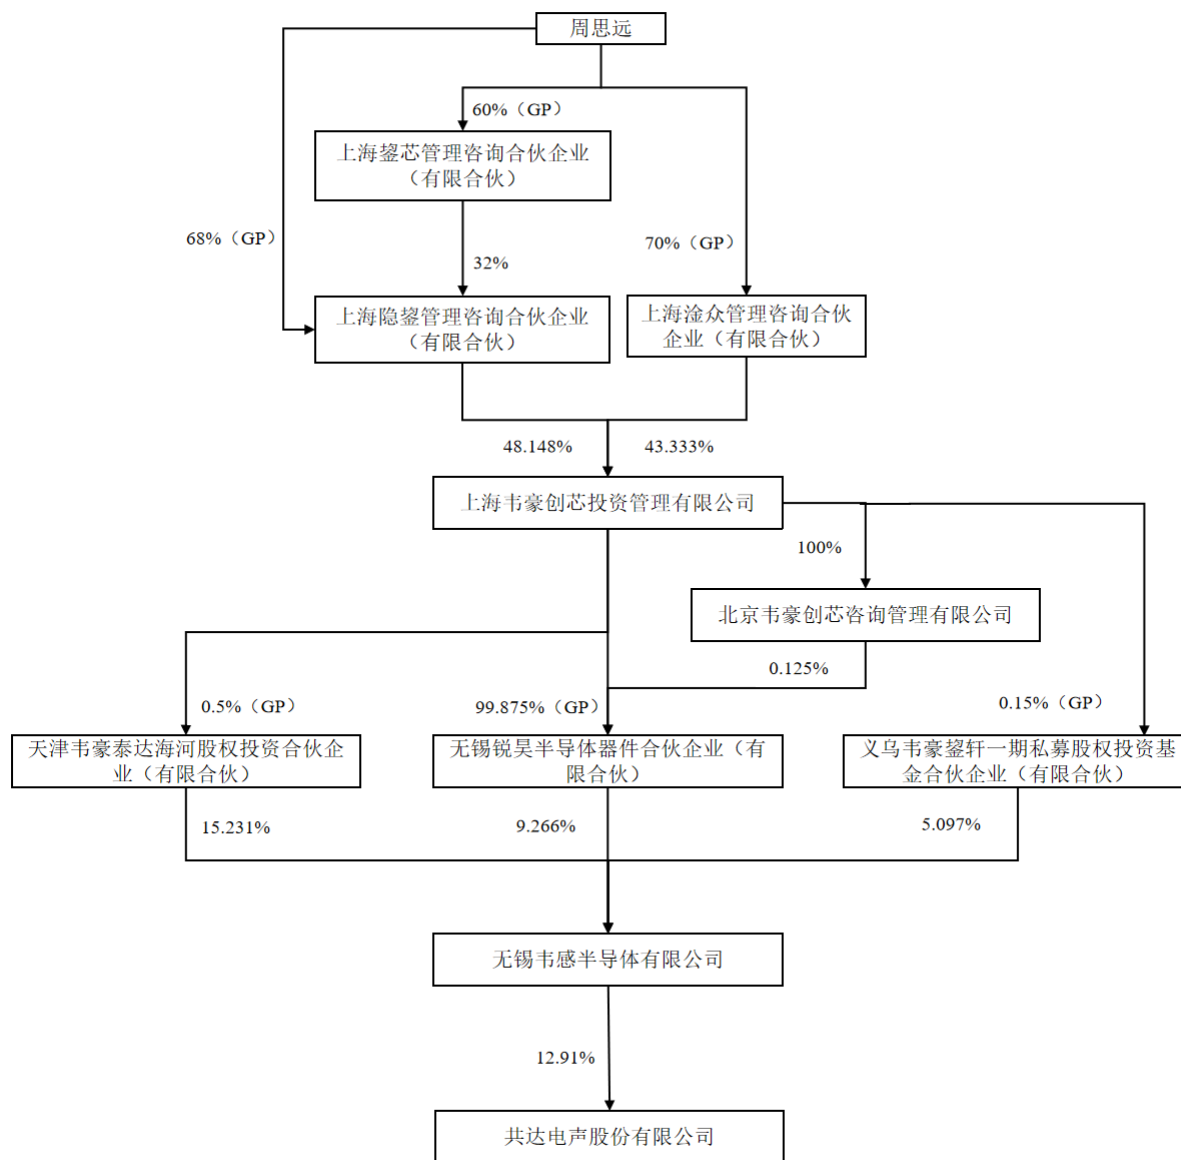 周思远
60%（GP）
上海鋆芯管理咨询合伙企业
（有限合伙）
68%（GP）
32%
70%（GP）
上海隐鋆管理咨询合伙企业
（有限合伙）
上海淦众管理咨询合伙
企业（有限合伙）
48.148%
43.333%
上海韦豪创芯投资管理有限公司
100%
北京韦豪创芯咨询管理有限公司
0.125%
0.5%（GP）
99.875%（GP）
0.15%（GP）
天津韦豪泰达海河股权投资合伙企
业（有限合伙）
无锡锐昊半导体器件合伙企业（有
限合伙）
义乌韦豪鋆轩一期私募股权投资基
金合伙企业（有限合伙）
15.231%
9.266%
5.097%
无锡韦感半导体有限公司
12.91%
共达电声股份有限公司